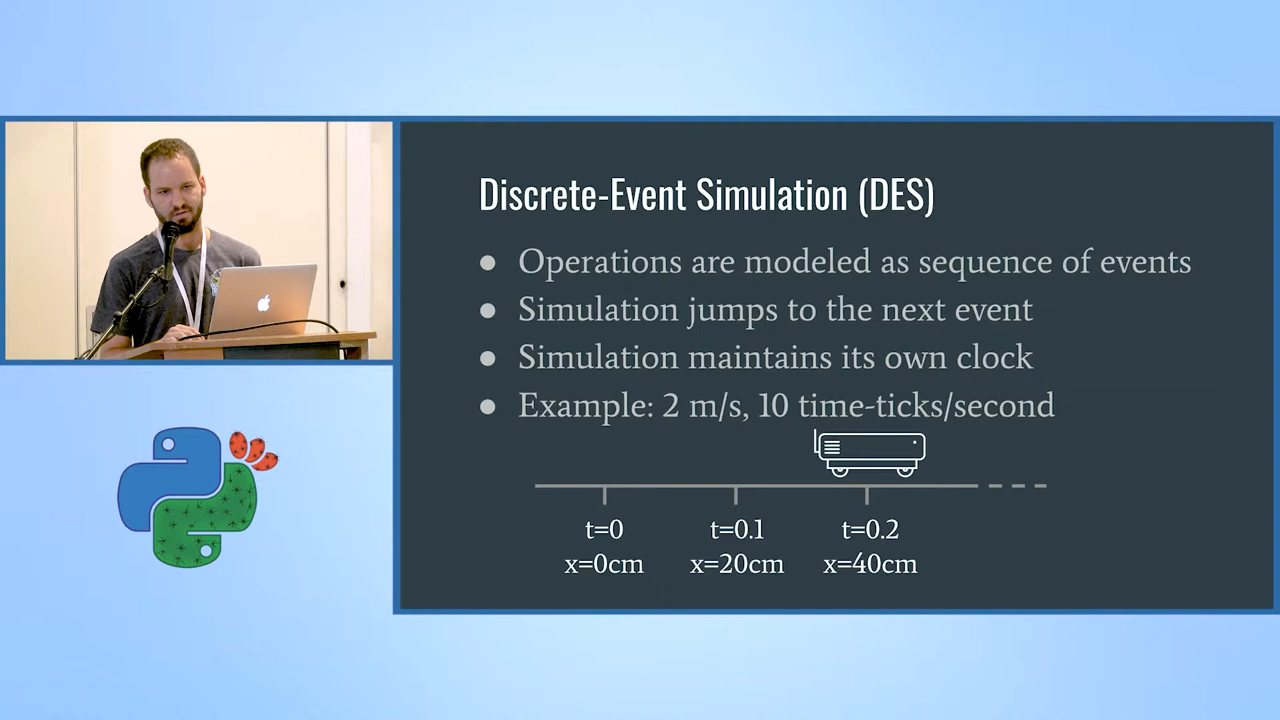 Discrete-Event Simulation (DES)
● Operations are modeled as sequence of events
● Simulation jumps to the next event
● Simulation maintains its own clock
● Example: 2 m/s, 10 time-ticks/second
t=0 t=0.1 t=0.2
x=0cm x=20cm x=40cm